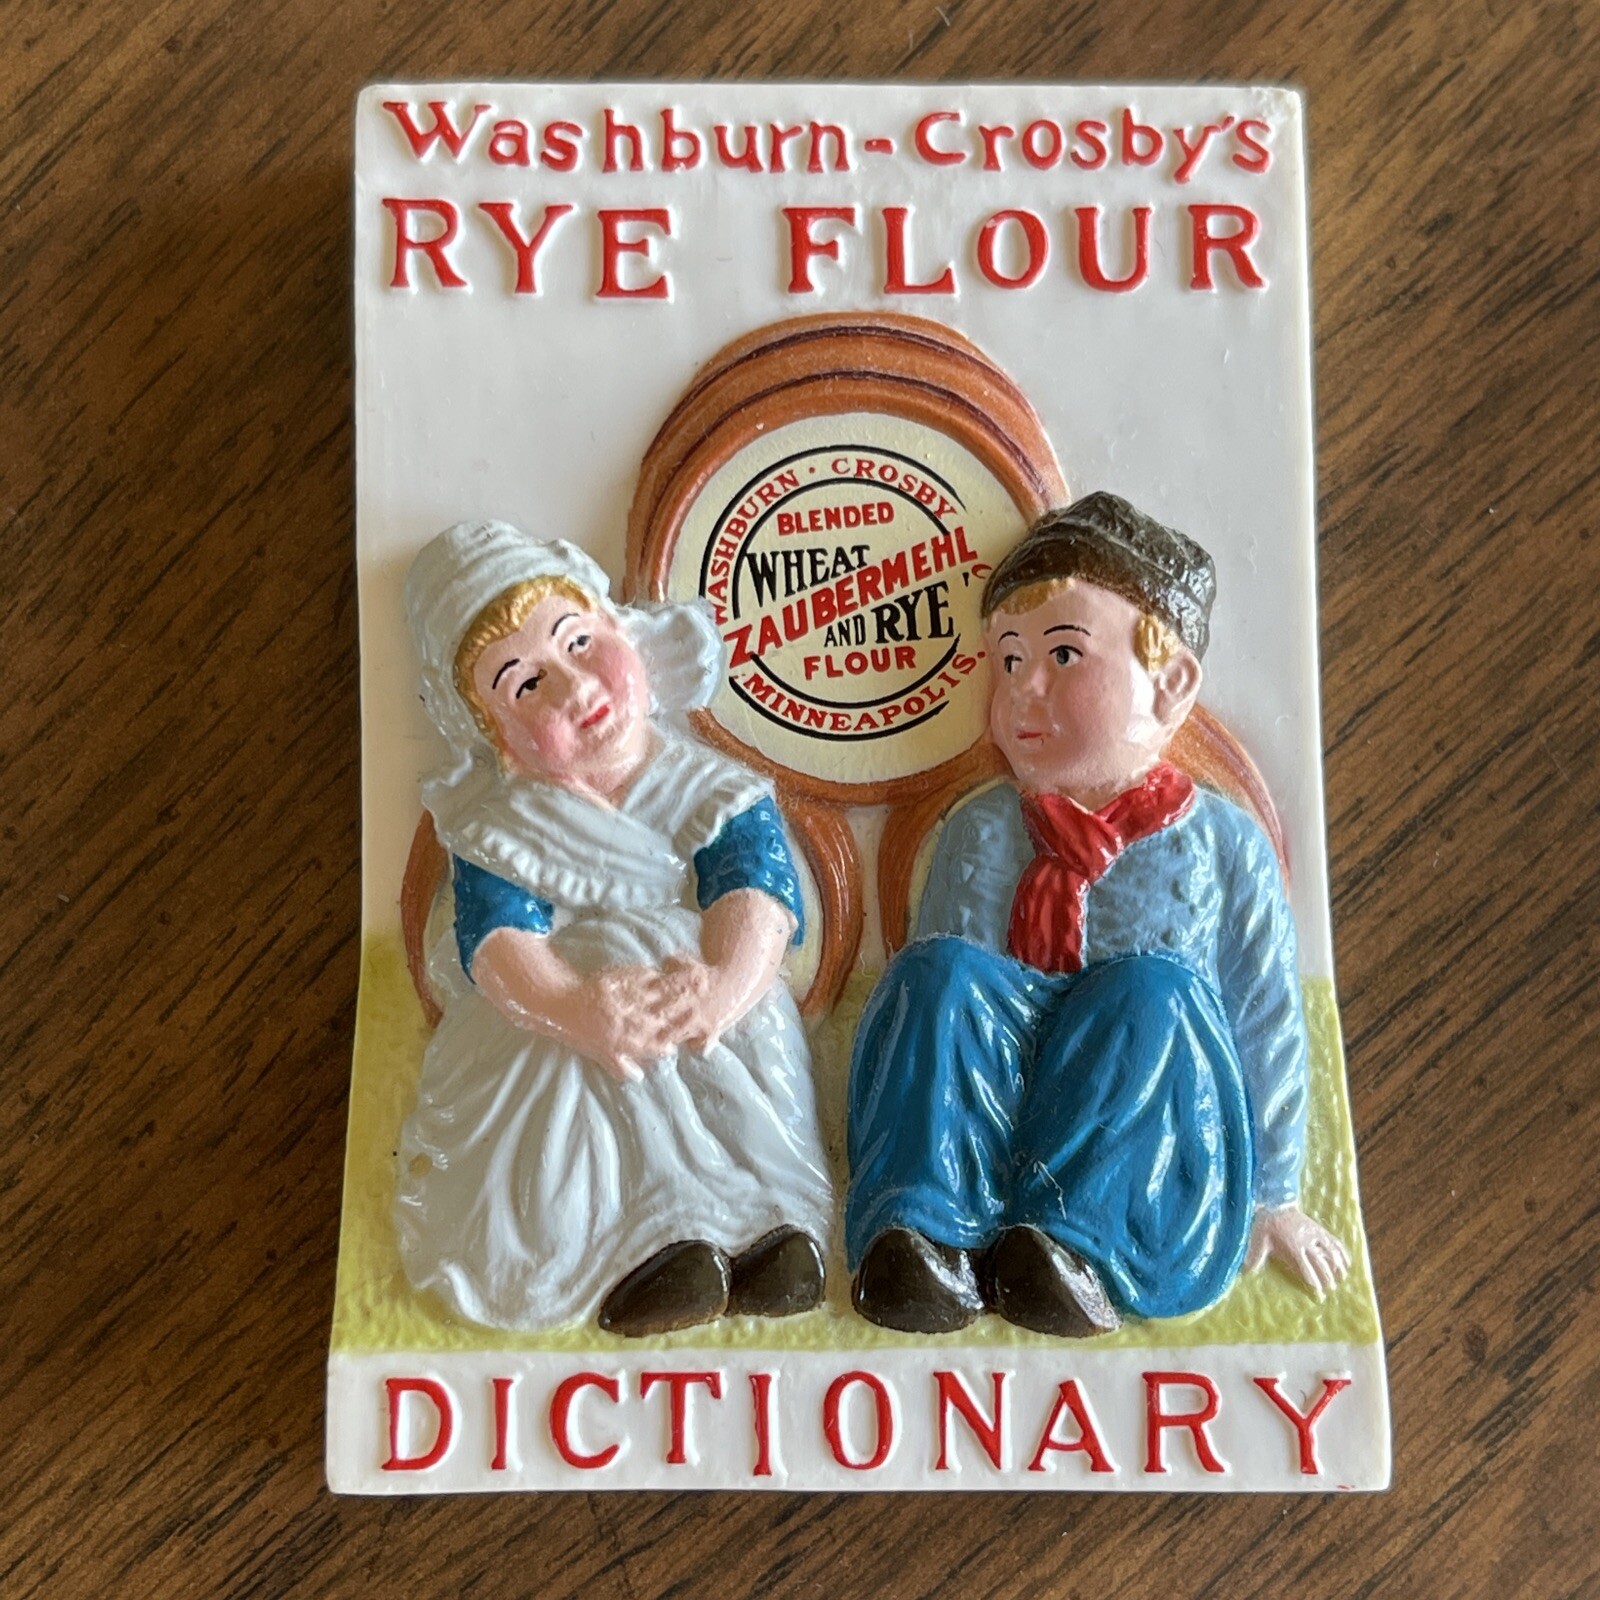 Washburn-Crosby's
RYE FLOUR
WASHBURN · CROSBY
BLENDED
WHEAT
ZAUBERMEHL
AND RYE
FLOUR
MINNEAPOLIS.
DICTIONARY